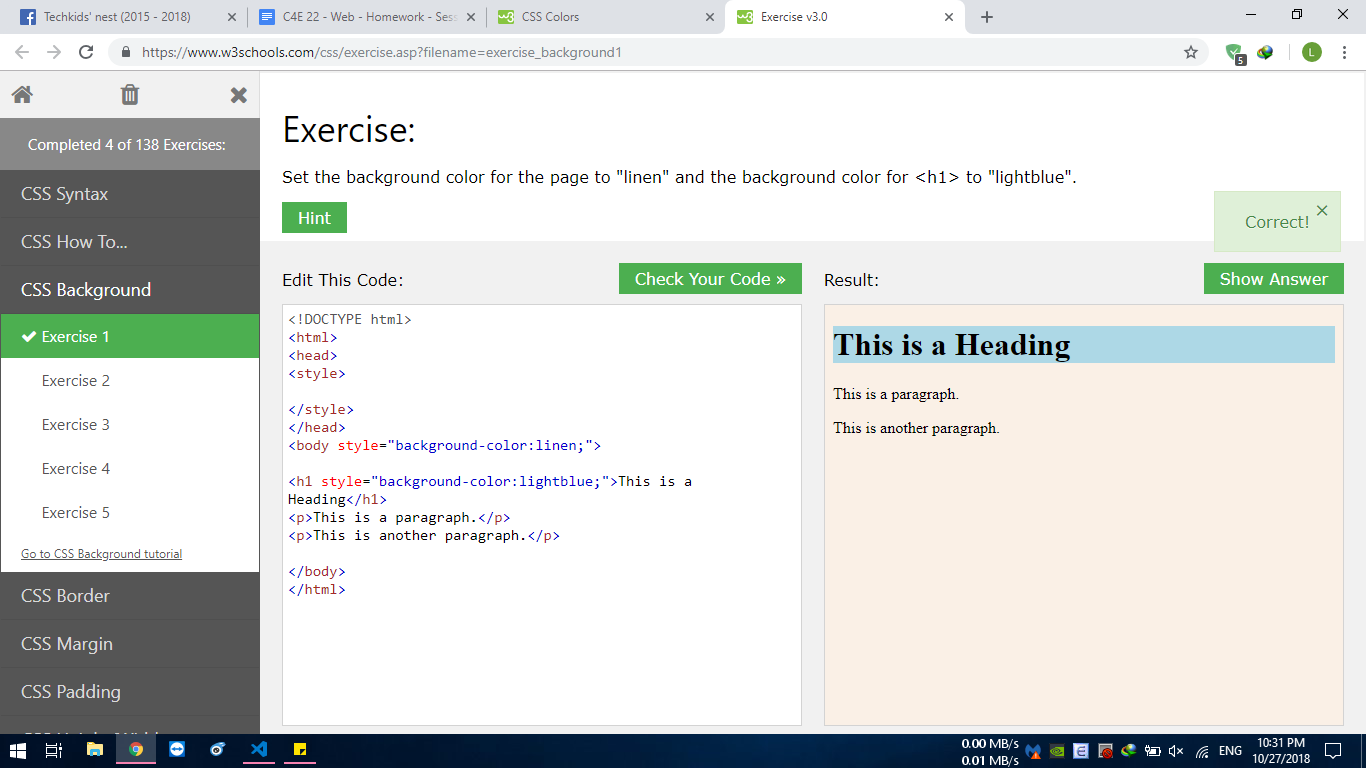 Techkids' nest (2015 - 2018)
C4E 22 - Web - Homework - Sess
CSS Colors
Exercise v3.0
https://www.w3schools.com/css/exercise.asp?filename=exercise_background1
5
L
Completed 4 of 138 Exercises:
CSS Syntax
CSS How To...
CSS Background
Exercise 1
Exercise 2
Exercise 3
Exercise 4
Exercise 5
Go to CSS Background tutorial
CSS Border
CSS Margin
CSS Padding
Exercise:
Set the background color for the page to "linen" and the background color for <h1> to "lightblue".
Hint
Correct!
Edit This Code:
Check Your Code »
<!DOCTYPE html>
<html>
<head>
<style>
</style>
</head>
<body style="background-color:linen;">
<h1 style="background-color:lightblue;">This is a
Heading</h1>
<p>This is a paragraph.</p>
<p>This is another paragraph.</p>
</body>
</html>
Result:
Show Answer
This is a Heading
This is a paragraph.
This is another paragraph.
0.00 MB/s
0.01 MB/s
ENG
10:31 PM
10/27/2018